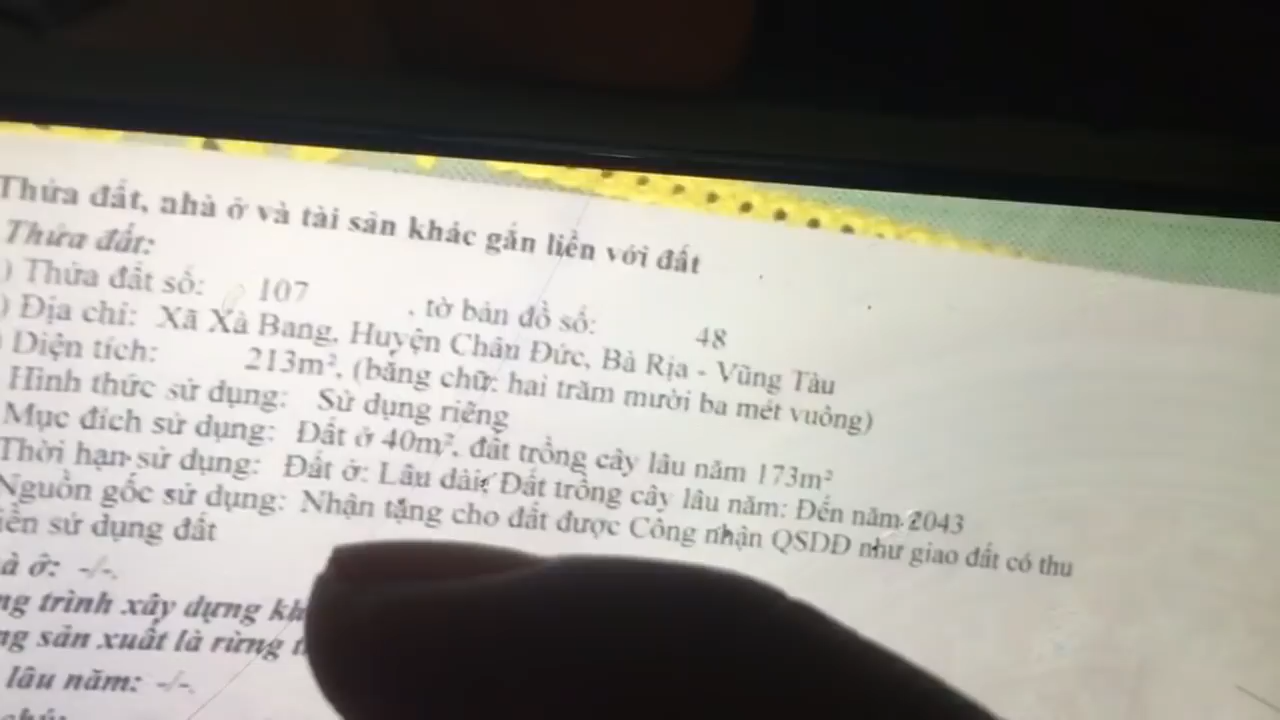 Thửa đất, nhà ở và tài sản khác gắn liền với đất
Thửa đất:
) Thửa đất số: 107 , tờ bản đồ số: 48
) Địa chỉ: Xã Xà Bang, Huyện Châu Đức, Bà Rịa - Vũng Tàu
Diện tích: 213m², (bằng chữ: hai trăm mười ba mét vuông)
Hình thức sử dụng: Sử dụng riêng
Mục đích sử dụng: Đất ở 40m², đất trồng cây lâu năm 173m²
Thời hạn sử dụng: Đất ở: Lâu dài; Đất trồng cây lâu năm: Đến năm 2043
Nguồn gốc sử dụng: Nhận tặng cho đất được Công nhận QSDĐ như giao đất có thu
iền sử dụng đất
à ở: -/-.
ng trình xây dựng kh
ng sản xuất là rừng t
lâu năm: -/-.
chú: